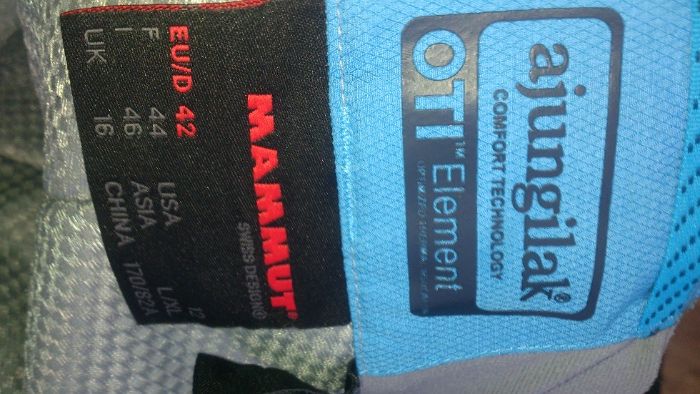 ajungilak®
COMFORT TECHNOLOGY
OTI™ Element
MAMMUT®
SWISS DESIGN®
EU/D 42 USA 12
F 44 ASIA L/XL
I 46 CHINA 170/82A
UK 16